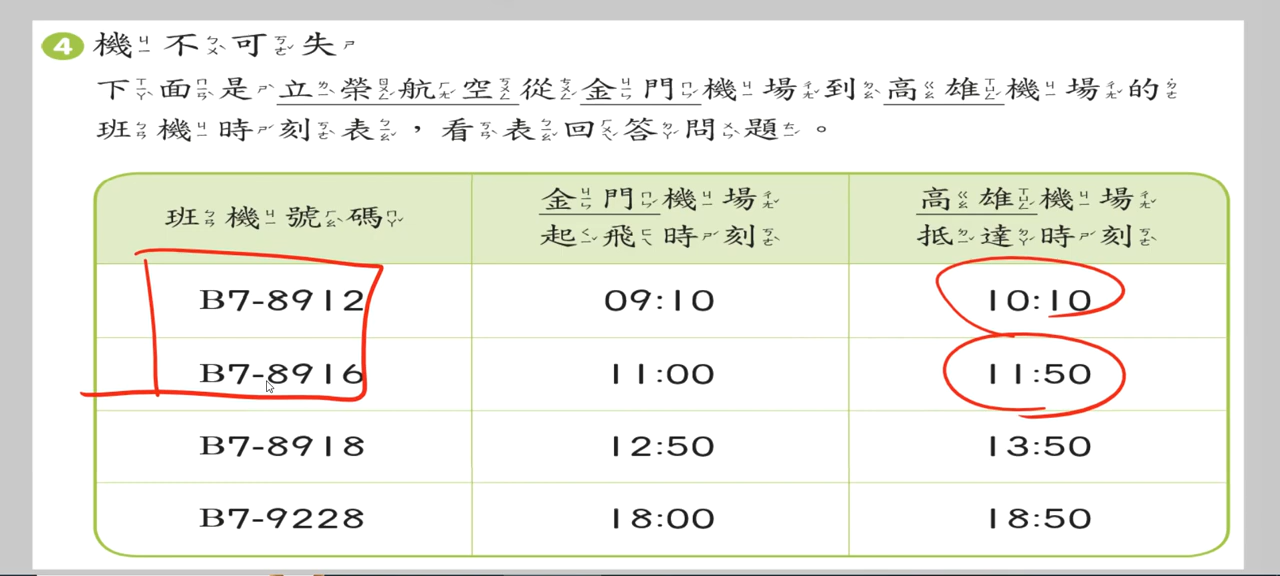 4 機不可失
下面是立榮航空從金門機場到高雄機場的
班機時刻表，看表回答問題。
班機號碼 金門機場起飛時刻 高雄機場抵達時刻
B7-8912 09:10 10:10
B7-8916 11:00 11:50
B7-8918 12:50 13:50
B7-9228 18:00 18:50